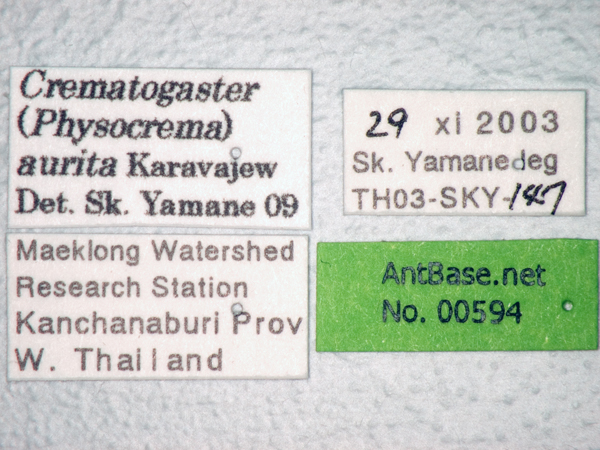 Crematogaster
(Physocrema)
aurita Karavajew
Det. Sk. Yamane 09
Maeklong Watershed
Research Station
Kanchanaburi Prov
W. Thailand
29 xi 2003
Sk. Yamanedeg
TH03-SKY-147
AntBase.net
No. 00594